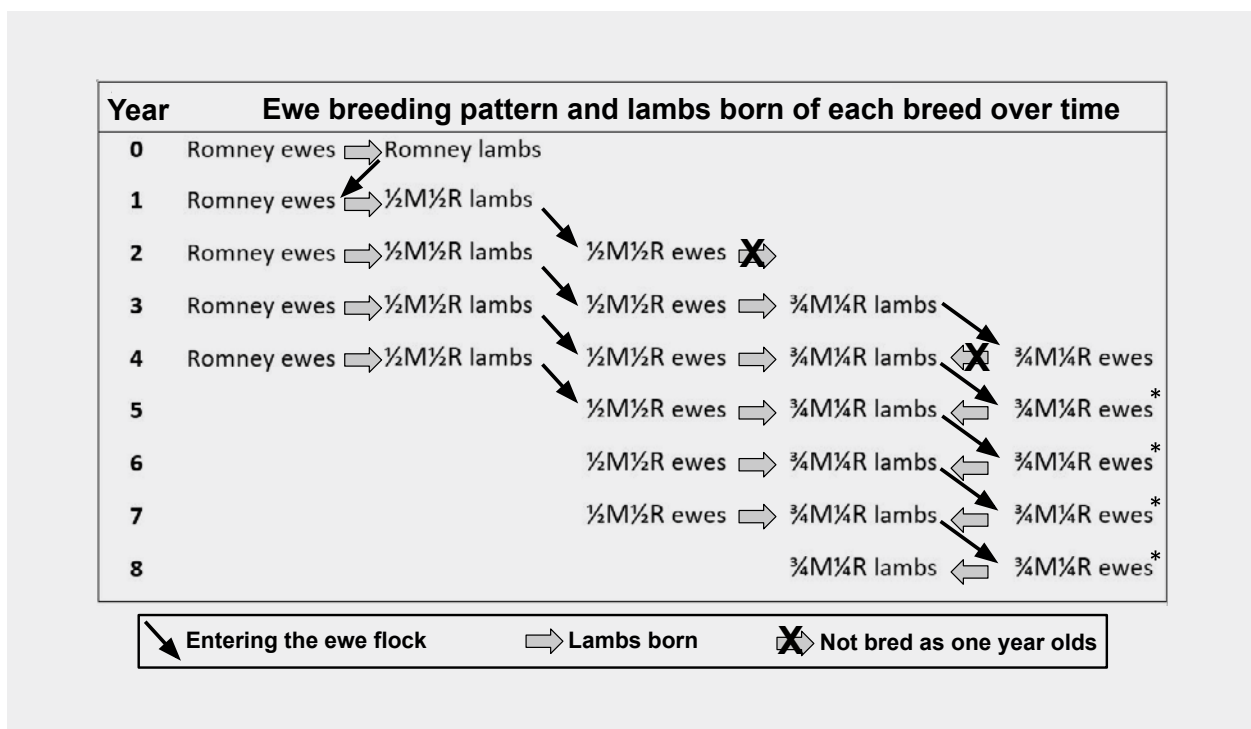 Year Ewe breeding pattern and lambs born of each breed over time
0 Romney ewes Romney lambs
1 Romney ewes ½M½R lambs
2 Romney ewes ½M½R lambs ½M½R ewes X
3 Romney ewes ½M½R lambs ½M½R ewes ¾M¼R lambs
4 Romney ewes ½M½R lambs ½M½R ewes ¾M¼R lambs X ¾M¼R ewes
5 ½M½R ewes ¾M¼R lambs ¾M¼R ewes*
6 ½M½R ewes ¾M¼R lambs ¾M¼R ewes*
7 ½M½R ewes ¾M¼R lambs ¾M¼R ewes*
8 ¾M¼R lambs ¾M¼R ewes*
Entering the ewe flock Lambs born X Not bred as one year olds